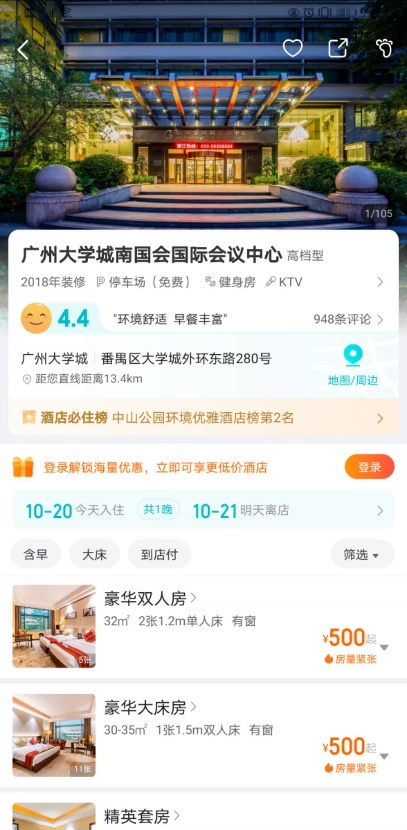 1/105
广州大学城南国会国际会议中心 高档型
2018年装修 停车场（免费） 健身房 KTV
4.4 "环境舒适 早餐丰富" 948条评论
广州大学城 番禺区大学城外环东路280号
距您直线距离13.4km
地图/周边
酒店必住榜 中山公园环境优雅酒店榜第2名
登录解锁海量优惠，立即可享更低价酒店 登录
10-20今天入住 共1晚 10-21明天离店
含早 大床 到店付 筛选
豪华双人房
32㎡ 2张1.2m单人床 有窗
¥500起
房量紧张
豪华大床房
30-35㎡ 1张1.5m双人床 有窗
¥500起
11张
房量紧张
精英套房